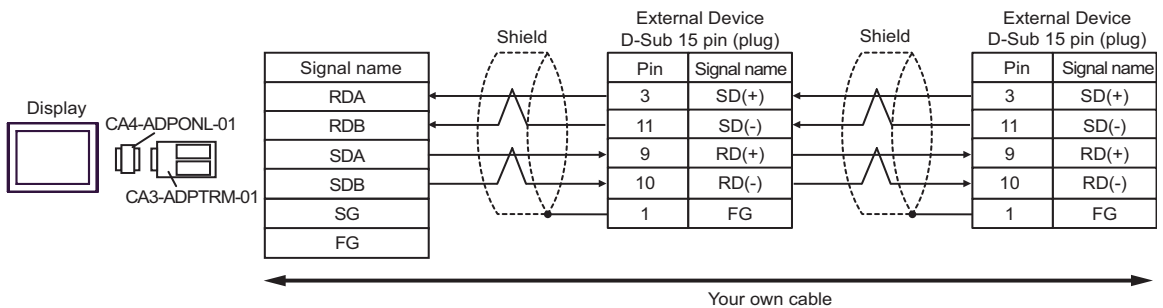 External Device
D-Sub 15 pin (plug)
External Device
D-Sub 15 pin (plug)
Shield
Shield
Signal name
Pin Signal name
Pin Signal name
RDA
3 SD(+)
3 SD(+)
Display
CA4-ADPONL-01
RDB
11 SD(-)
11 SD(-)
SDA
9 RD(+)
9 RD(+)
CA3-ADPTRM-01
SDB
10 RD(-)
10 RD(-)
SG
1 FG
1 FG
FG
Your own cable